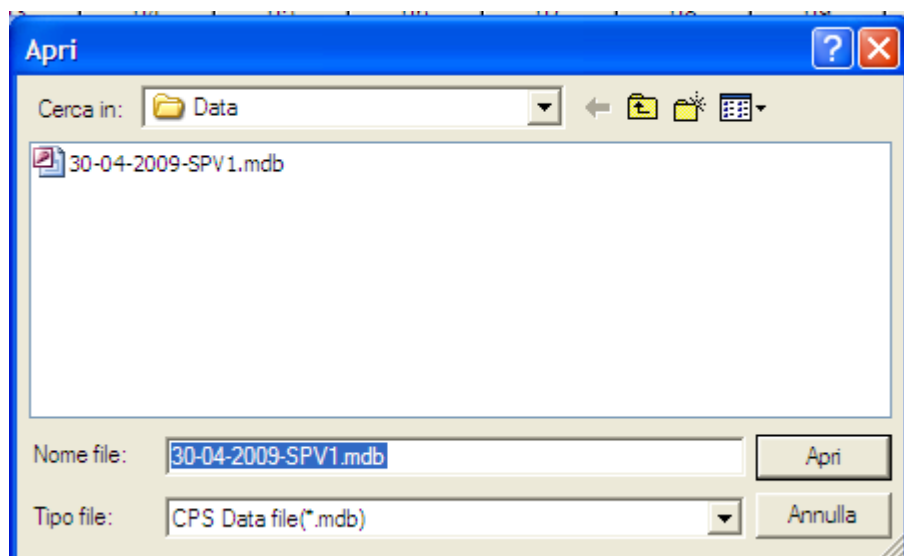 Apri
Cerca in: Data
30-04-2009-SPV1.mdb
Nome file: 30-04-2009-SPV1.mdb Apri
Tipo file: CPS Data file(*.mdb) Annulla